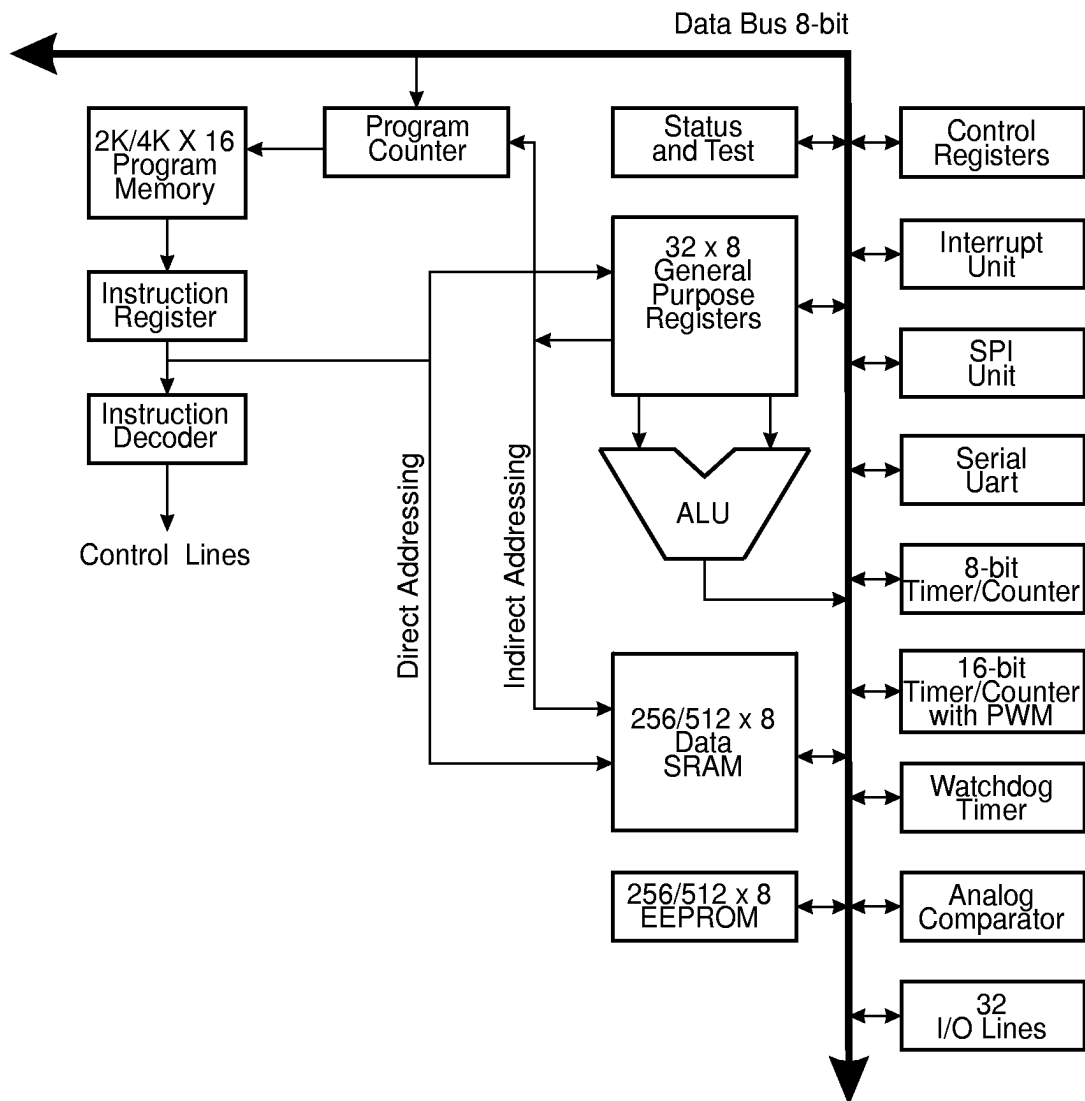 Data Bus 8-bit
2K/4K X 16
Program
Memory
Program
Counter
Status
and Test
Control
Registers
Instruction
Register
32 x 8
General
Purpose
Registers
Interrupt
Unit
SPI
Unit
Instruction
Decoder
Control Lines
Direct Addressing
Indirect Addressing
ALU
Serial
Uart
8-bit
Timer/Counter
256/512 x 8
Data
SRAM
16-bit
Timer/Counter
with PWM
Watchdog
Timer
256/512 x 8
EEPROM
Analog
Comparator
32
I/O Lines